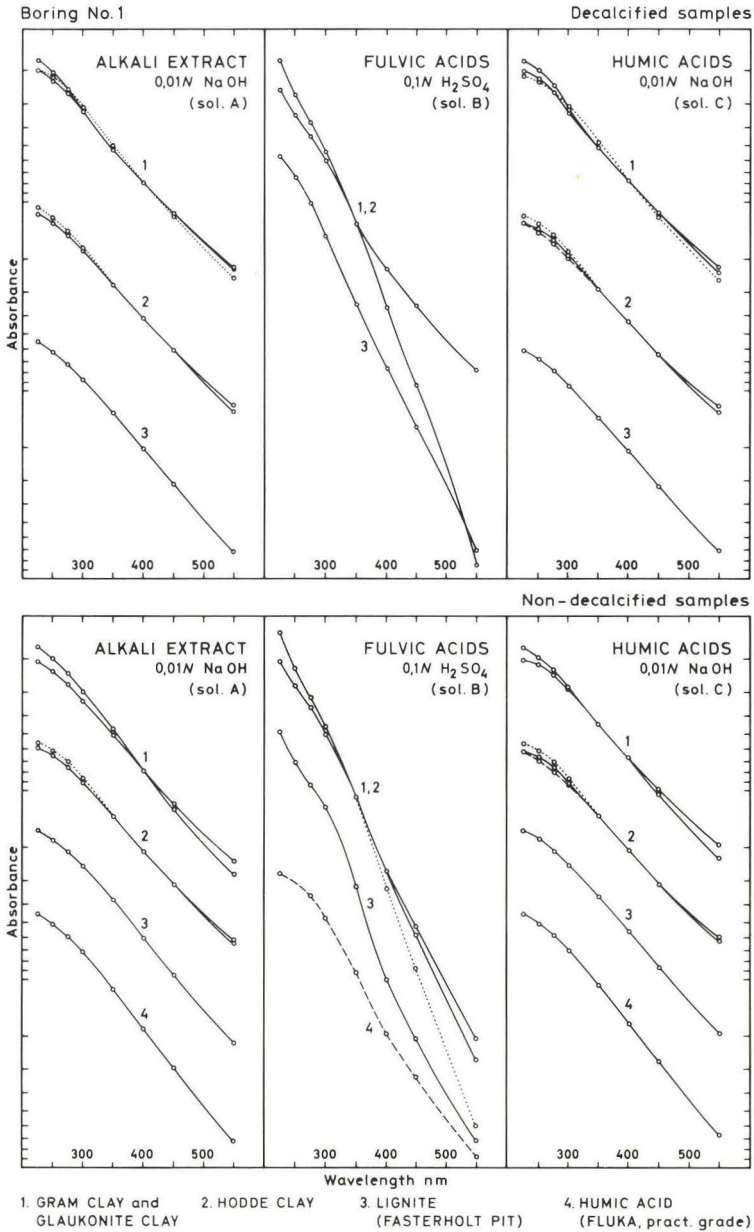 Boring No.1 Decalcified samples
ALKALI EXTRACT
0,01N NaOH
(sol. A)
1
2
3
300 400 500
FULVIC ACIDS
0,1N H₂SO₄
(sol. B)
1,2
3
300 400 500
HUMIC ACIDS
0,01N NaOH
(sol. C)
1
2
3
300 400 500
Absorbance
Non-decalcified samples
ALKALI EXTRACT
0,01N NaOH
(sol. A)
1
2
3
4
300 400 500
FULVIC ACIDS
0,1N H₂SO₄
(sol. B)
1,2
3
4
300 400 500
HUMIC ACIDS
0,01N NaOH
(sol. C)
1
2
3
4
300 400 500
Absorbance
Wavelength nm
1. GRAM CLAY and GLAUKONITE CLAY
2. HODDE CLAY
3. LIGNITE (FASTERHOLT PIT)
4. HUMIC ACID (FLUKA, pract. grade)